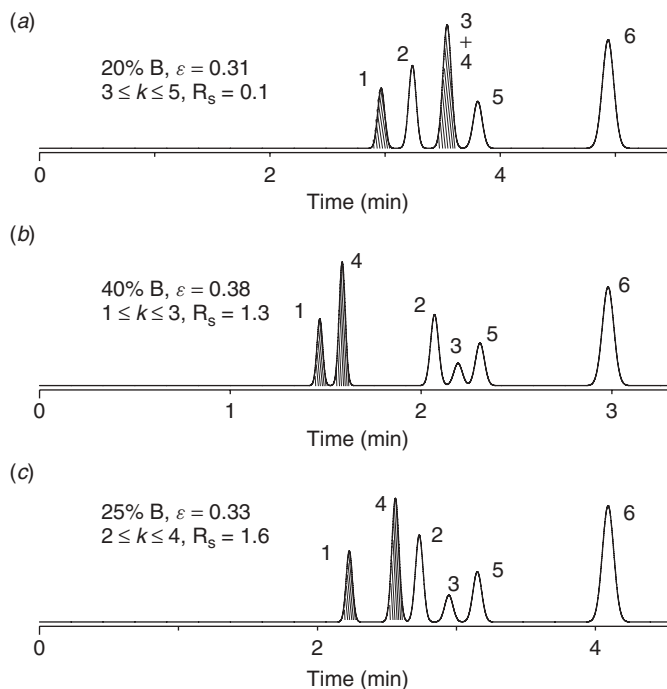 (a)
20% B, ε = 0.31
3 ≤ k ≤ 5, Rs = 0.1
1
2
3
+
4
5
6
0
2
4
Time (min)
(b)
40% B, ε = 0.38
1 ≤ k ≤ 3, Rs = 1.3
1
4
2
3
5
6
0
1
2
3
Time (min)
(c)
25% B, ε = 0.33
2 ≤ k ≤ 4, Rs = 1.6
1
4
2
3
5
6
0
2
4
Time (min)